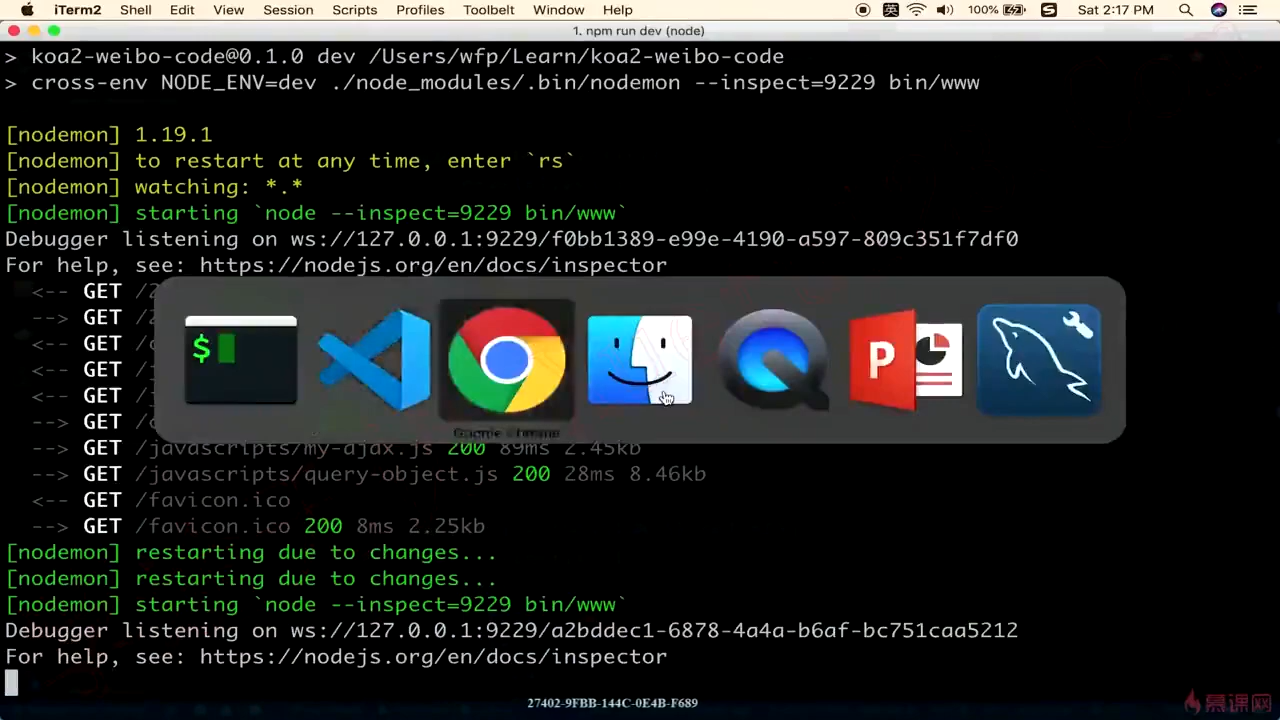 iTerm2 Shell Edit View Session Scripts Profiles Toolbelt Window Help 英 100% Sat 2:17 PM
1. npm run dev (node)
> koa2-weibo-code@0.1.0 dev /Users/wfp/Learn/koa2-weibo-code
> cross-env NODE_ENV=dev ./node_modules/.bin/nodemon --inspect=9229 bin/www
[nodemon] 1.19.1
[nodemon] to restart at any time, enter `rs`
[nodemon] watching: *.*
[nodemon] starting `node --inspect=9229 bin/www`
Debugger listening on ws://127.0.0.1:9229/f0bb1389-e99e-4190-a597-809c351f7df0
For help, see: https://nodejs.org/en/docs/inspector
<-- GET
--> GET
GET
GET
GET
GET
Google Chrome
--> GET /javascripts/my-ajax.js 200 89ms 2.45kb
--> GET /javascripts/query-object.js 200 28ms 8.46kb
<-- GET /favicon.ico
--> GET /favicon.ico 200 8ms 2.25kb
[nodemon] restarting due to changes...
[nodemon] restarting due to changes...
[nodemon] starting `node --inspect=9229 bin/www`
Debugger listening on ws://127.0.0.1:9229/a2bddec1-6878-4a4a-b6af-bc751caa5212
For help, see: https://nodejs.org/en/docs/inspector
27402-9FBB-144C-0E4B-F689
慕课网